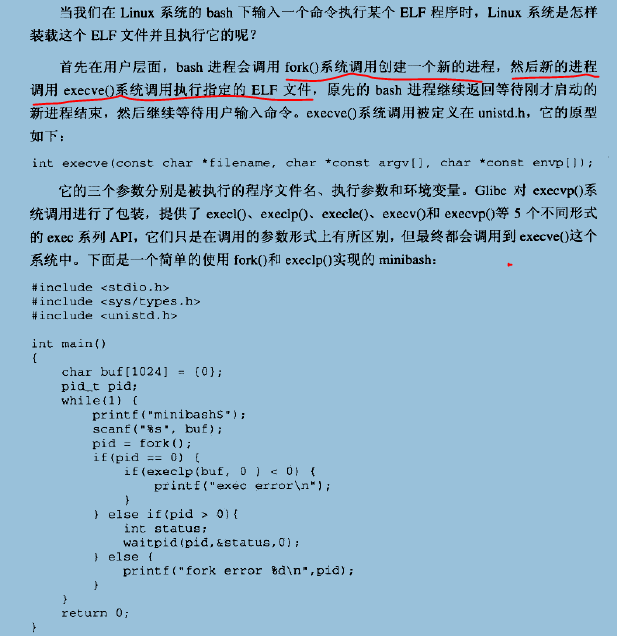 当我们在 Linux 系统的 bash 下输入一个命令执行某个 ELF 程序时，Linux 系统是怎样
装载这个 ELF 文件并且执行它的呢？
首先在用户层面，bash 进程会调用 fork()系统调用创建一个新的进程，然后新的进程
调用 execve()系统调用执行指定的 ELF 文件，原先的 bash 进程继续返回等待刚才启动的
新进程结束，然后继续等待用户输入命令。execve()系统调用被定义在 unistd.h，它的原型
如下：
int execve(const char *filename, char *const argv[], char *const envp[]);
它的三个参数分别是被执行的程序文件名、执行参数和环境变量。Glibc 对 execvp()系
统调用进行了包装，提供了 execl()、execlp()、execle()、execv()和 execvp()等 5 个不同形式
的 exec 系列 API，它们只是在调用的参数形式上有所区别，但最终都会调用到 execve()这个
系统中。下面是一个简单的使用 fork()和 execlp()实现的 minibash：
#include <stdio.h>
#include <sys/types.h>
#include <unistd.h>
int main()
{
char buf[1024] = {0};
pid_t pid;
while(1) {
printf("minibash$");
scanf("%s", buf);
pid = fork();
if(pid == 0) {
if(execlp(buf, 0 ) < 0) {
printf("exec error\n");
}
} else if(pid > 0){
int status;
waitpid(pid,&status,0);
} else {
printf("fork error %d\n",pid);
}
}
return 0;
}